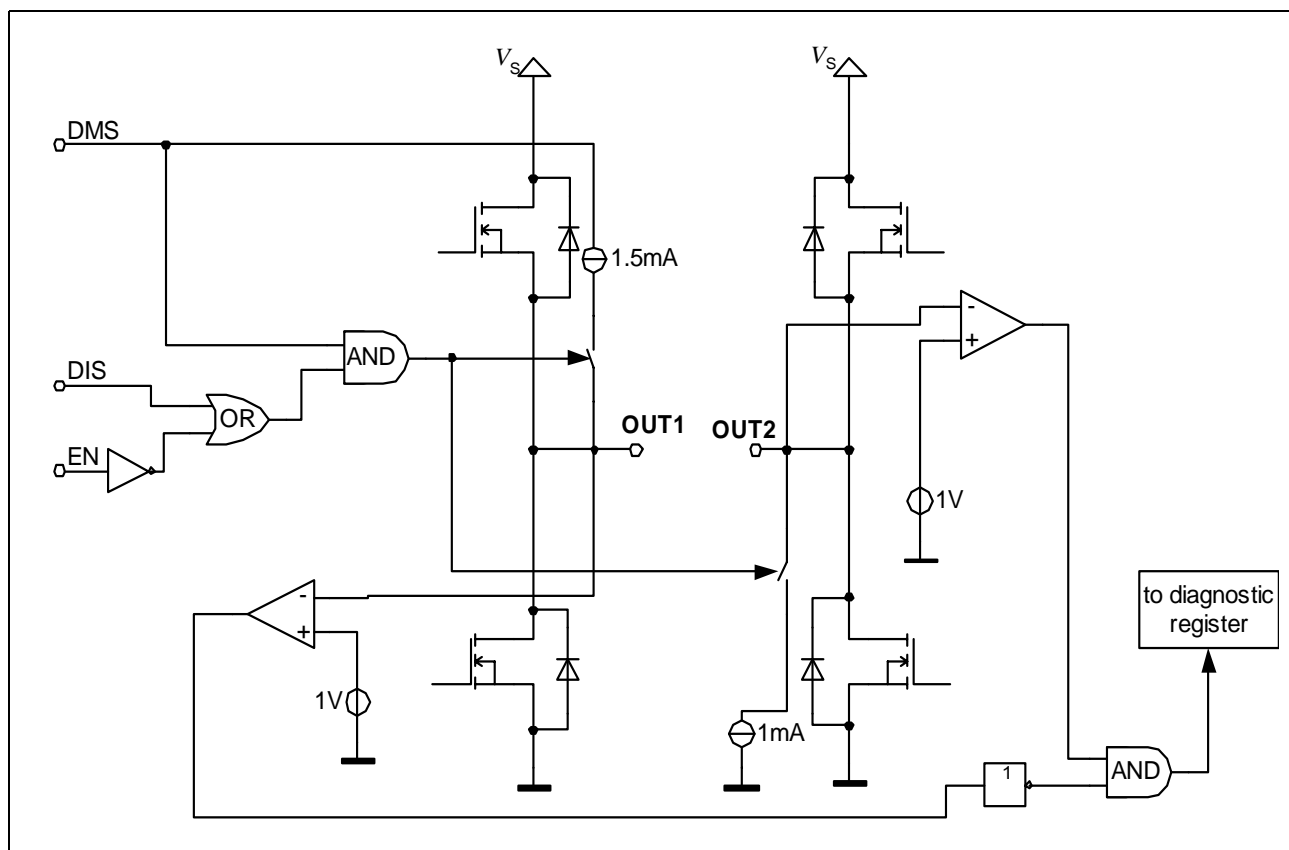 VS
VS
DMS
1.5mA
-
+
AND
DIS
OR
OUT1
OUT2
EN
1V
-
+
to diagnostic
register
1V
1mA
1
AND